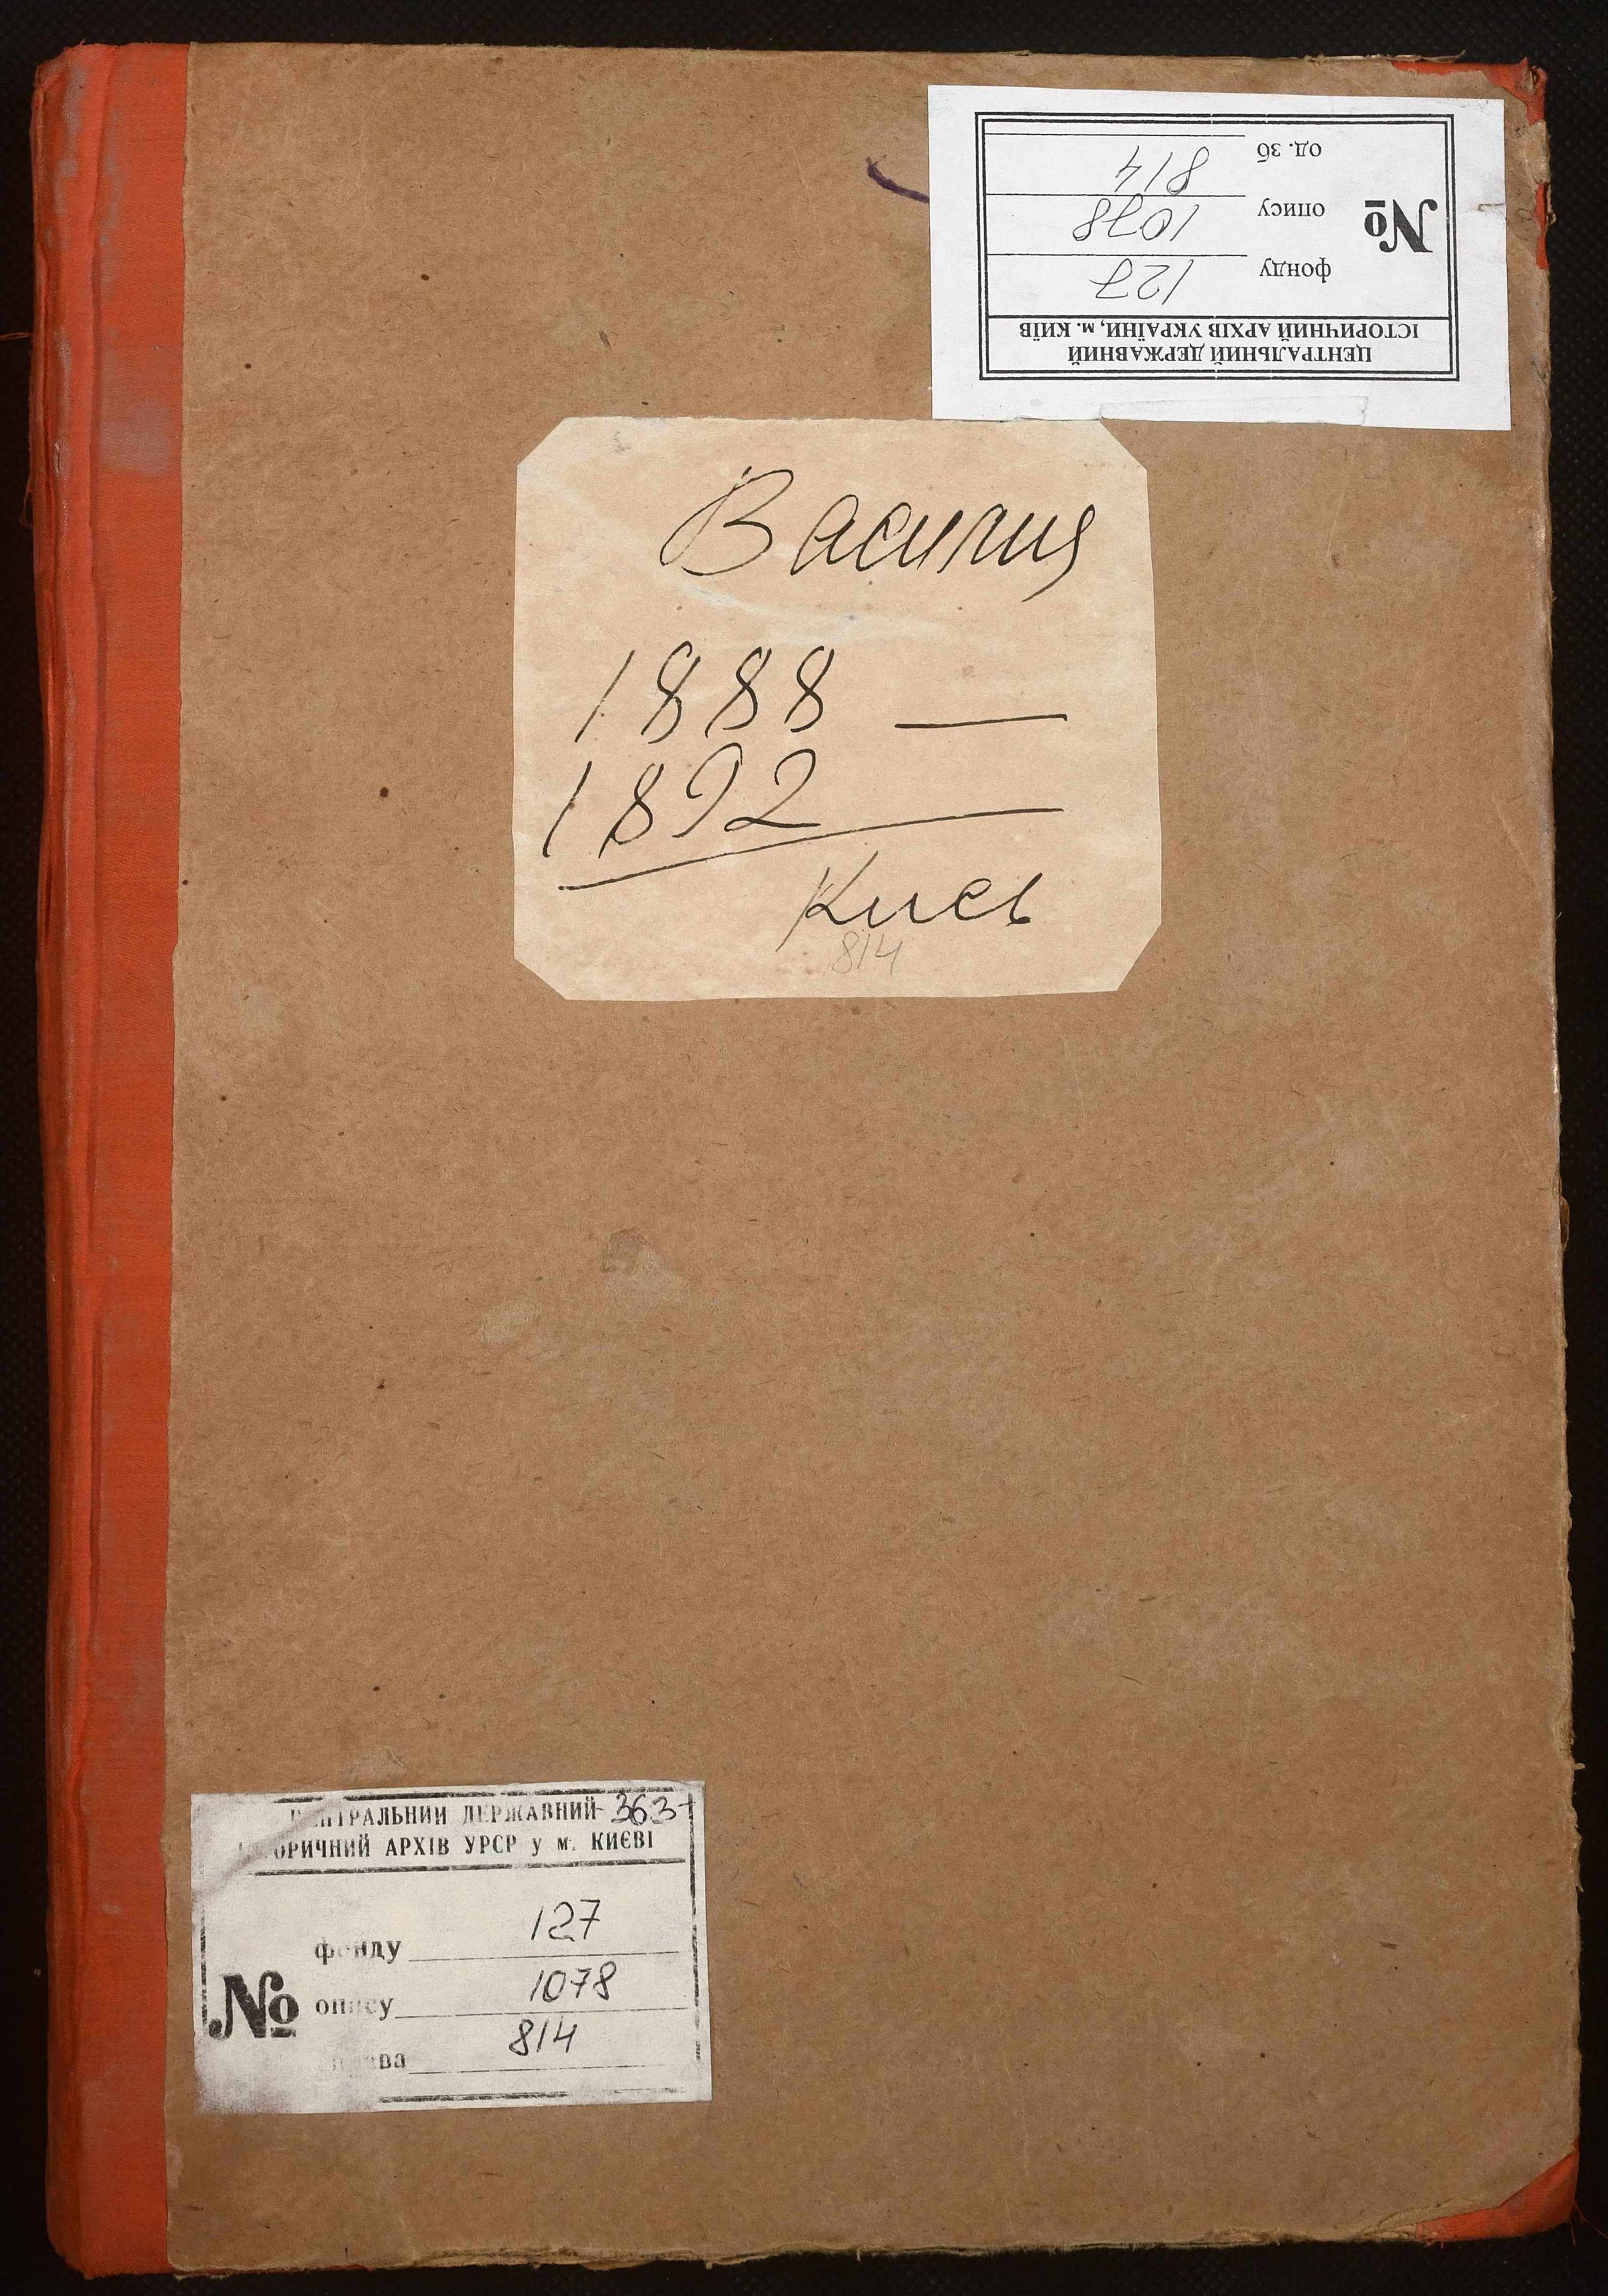 ЦЕНТРАЛЬНИЙ ДЕРЖАВНИЙ
ІСТОРИЧНИЙ АРХІВ УКРАЇНИ, м. КИЇВ
№
фонду 127
опису 1078
од. зб 814
Василия
1888 —
1892 —
Киев
814
ЦЕНТРАЛЬНИЙ ДЕРЖАВНИЙ 363
ІСТОРИЧНИЙ АРХІВ УРСР у м. КИЄВІ
№
фонду 127
опису 1078
справа 814